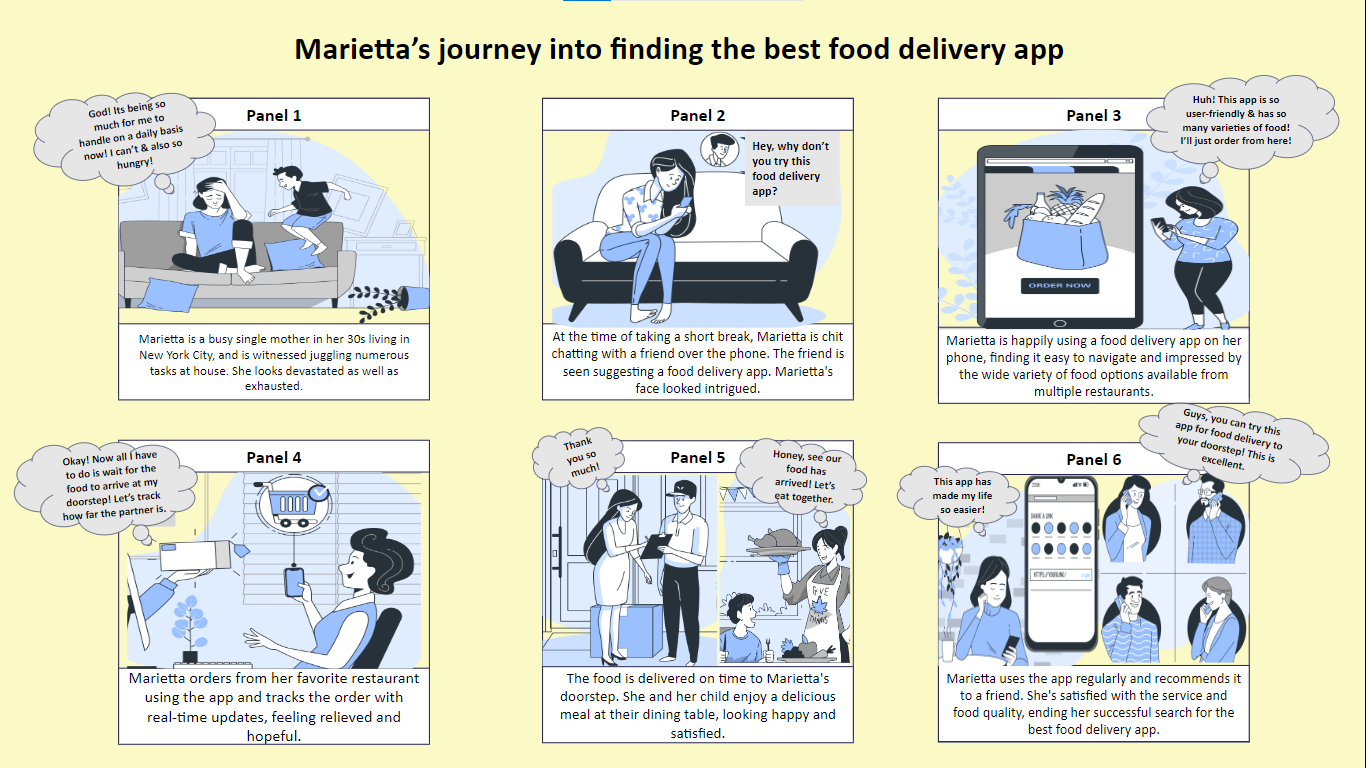 Marietta's journey into finding the best food delivery app
God! Its being so
much for me to
handle on a daily basis
now! I can't & also so
hungry!
Panel 1
Marietta is a busy single mother in her 30s living in
New York City, and is witnessed juggling numerous
tasks at house. She looks devastated as well as
exhausted.
Panel 2
Hey, why don't
you try this
food delivery
app?
At the time of taking a short break, Marietta is chit
chatting with a friend over the phone. The friend is
seen suggesting a food delivery app. Marietta's
face looked intrigued.
Panel 3
Huh! This app is so
user-friendly & has so
many varieties of food!
I'll just order from here!
ORDER NOW
Marietta is happily using a food delivery app on her
phone, finding it easy to navigate and impressed by
the wide variety of food options available from
multiple restaurants.
Okay! Now all I have
to do is wait for the
food to arrive at my
doorstep! Let's track
how far the partner is.
Panel 4
Marietta orders from her favorite restaurant
using the app and tracks the order with
real-time updates, feeling relieved and
hopeful.
Thank
you so
much!
Panel 5
Honey, see our
food has
arrived! Let's
eat together.
GIVE
The food is delivered on time to Marietta's
doorstep. She and her child enjoy a delicious
meal at their dining table, looking happy and
satisfied.
This app has
made my life
so easier!
Panel 6
Guys, you can try this
app for food delivery to
your doorstep! This is
excellent.
SHARE A LINK
HTTPS://YOURLINK/
Marietta uses the app regularly and recommends it
to a friend. She's satisfied with the service and
food quality, ending her successful search for the
best food delivery app.